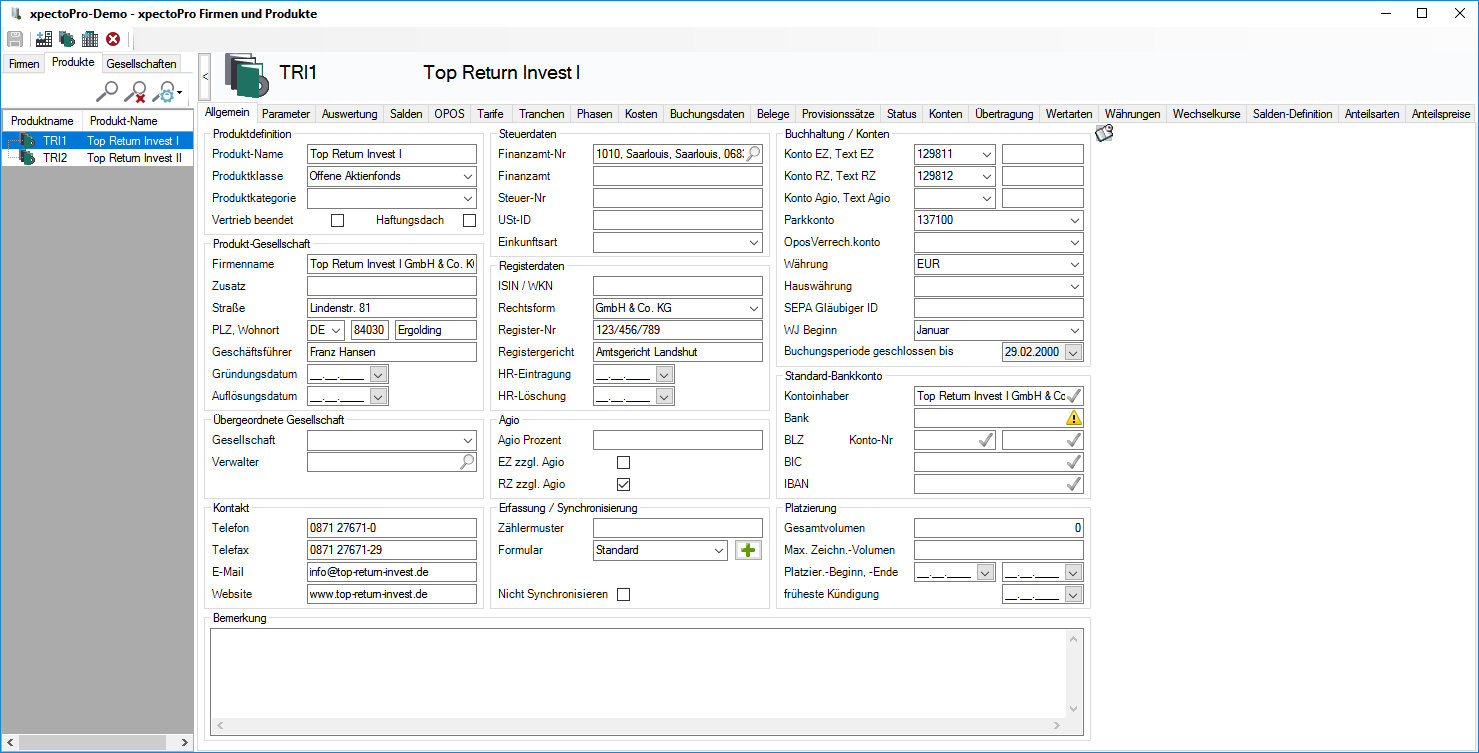 xpectoPro-Demo - xpectoPro Firmen und Produkte
Firmen Produkte Gesellschaften
Produktname Produkt-Name
TRI1 Top Return Invest I
TRI2 Top Return Invest II
<
TRI1 Top Return Invest I
Allgemein Parameter Auswertung Salden OPOS Tarife Tranchen Phasen Kosten Buchungsdaten Belege Provisionssätze Status Konten Übertragung Wertarten Währungen Wechselkurse Salden-Definition Anteilsarten Anteilspreise
Produktdefinition
Produkt-Name Top Return Invest I
Produktklasse Offene Aktienfonds
Produktkategorie
Vertrieb beendet Haftungsdach
Produkt-Gesellschaft
Firmenname Top Return Invest I GmbH & Co. KG
Zusatz
Straße Lindenstr. 81
PLZ, Wohnort DE 84030 Ergolding
Geschäftsführer Franz Hansen
Gründungsdatum __.__.____
Auflösungsdatum __.__.____
Übergeordnete Gesellschaft
Gesellschaft
Verwalter
Kontakt
Telefon 0871 27671-0
Telefax 0871 27671-29
E-Mail info@top-return-invest.de
Website www.top-return-invest.de
Steuerdaten
Finanzamt-Nr 1010, Saarlouis, Saarlouis, 068
Finanzamt
Steuer-Nr
USt-ID
Einkunftsart
Registerdaten
ISIN / WKN
Rechtsform GmbH & Co. KG
Register-Nr 123/456/789
Registergericht Amtsgericht Landshut
HR-Eintragung __.__.____
HR-Löschung __.__.____
Agio
Agio Prozent
EZ zzgl. Agio
RZ zzgl. Agio
Erfassung / Synchronisierung
Zählermuster
Formular Standard
Nicht Synchronisieren
Buchhaltung / Konten
Konto EZ, Text EZ 129811
Konto RZ, Text RZ 129812
Konto Agio, Text Agio
Parkkonto 137100
OposVerrech.konto
Währung EUR
Hauswährung
SEPA Gläubiger ID
WJ Beginn Januar
Buchungsperiode geschlossen bis 29.02.2000
Standard-Bankkonto
Kontoinhaber Top Return Invest I GmbH & Co
Bank
BLZ Konto-Nr
BIC
IBAN
Platzierung
Gesamtvolumen 0
Max. Zeichn.-Volumen
Platzier.-Beginn, -Ende __.__.____ __.__.____
früheste Kündigung __.__.____
Bemerkung